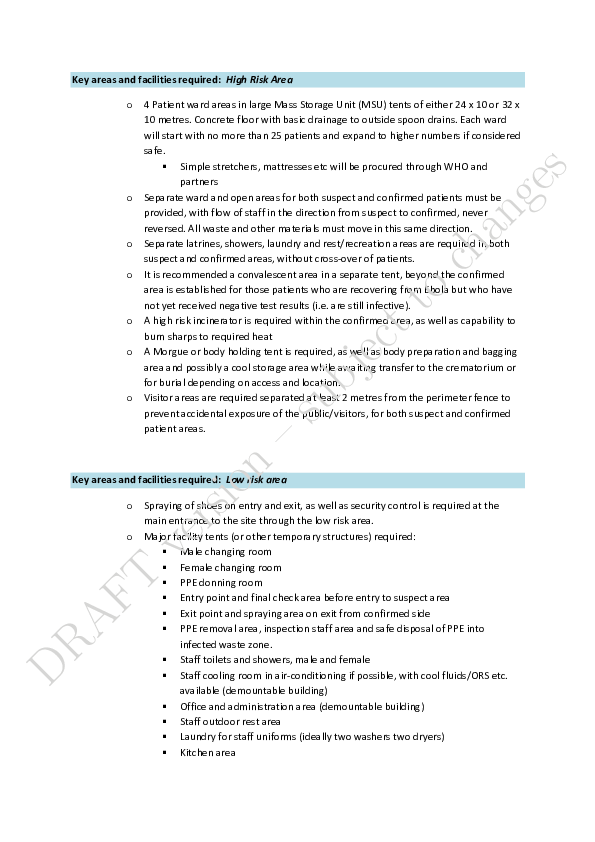 Key areas and facilities required: High Risk Area
o 4 Patient ward areas in large Mass Storage Unit (MSU) tents of either 24 x 10 or 32 x
10 metres. Concrete floor with basic drainage to outside spoon drains. Each ward
will start with no more than 25 patients and expand to higher numbers if considered
safe.
▪ Simple stretchers, mattresses etc will be procured through WHO and
partners
o Separate ward and open areas for both suspect and confirmed patients must be
provided, with flow of staff in the direction from suspect to confirmed, never
reversed. All waste and other materials must move in this same direction.
o Separate latrines, showers, laundry and rest/recreation areas are required in both
suspect and confirmed areas, without cross-over of patients.
o It is recommended a convalescent area in a separate tent, beyond the confirmed
area is established for those patients who are recovering from Ebola but who have
not yet received negative test results (i.e. are still infective).
o A high risk incinerator is required within the confirmed area, as well as capability to
burn sharps to required heat
o A Morgue or body holding tent is required, as well as body preparation and bagging
area and possibly a cool storage area while awaiting transfer to the crematorium or
for burial depending on access and location.
o Visitor areas are required separated at least 2 metres from the perimeter fence to
prevent accidental exposure of the public/visitors, for both suspect and confirmed
patient areas.
Key areas and facilities required: Low risk area
o Spraying of shoes on entry and exit, as well as security control is required at the
main entrance to the site through the low risk area.
o Major facility tents (or other temporary structures) required:
▪ Male changing room
▪ Female changing room
▪ PPE donning room
▪ Entry point and final check area before entry to suspect area
▪ Exit point and spraying area on exit from confirmed side
▪ PPE removal area, inspection staff area and safe disposal of PPE into
infected waste zone.
▪ Staff toilets and showers, male and female
▪ Staff cooling room in air-conditioning if possible, with cool fluids/ORS etc.
available (demountable building)
▪ Office and administration area (demountable building)
▪ Staff outdoor rest area
▪ Laundry for staff uniforms (ideally two washers two dryers)
▪ Kitchen area
DRAFT version – subject to changes